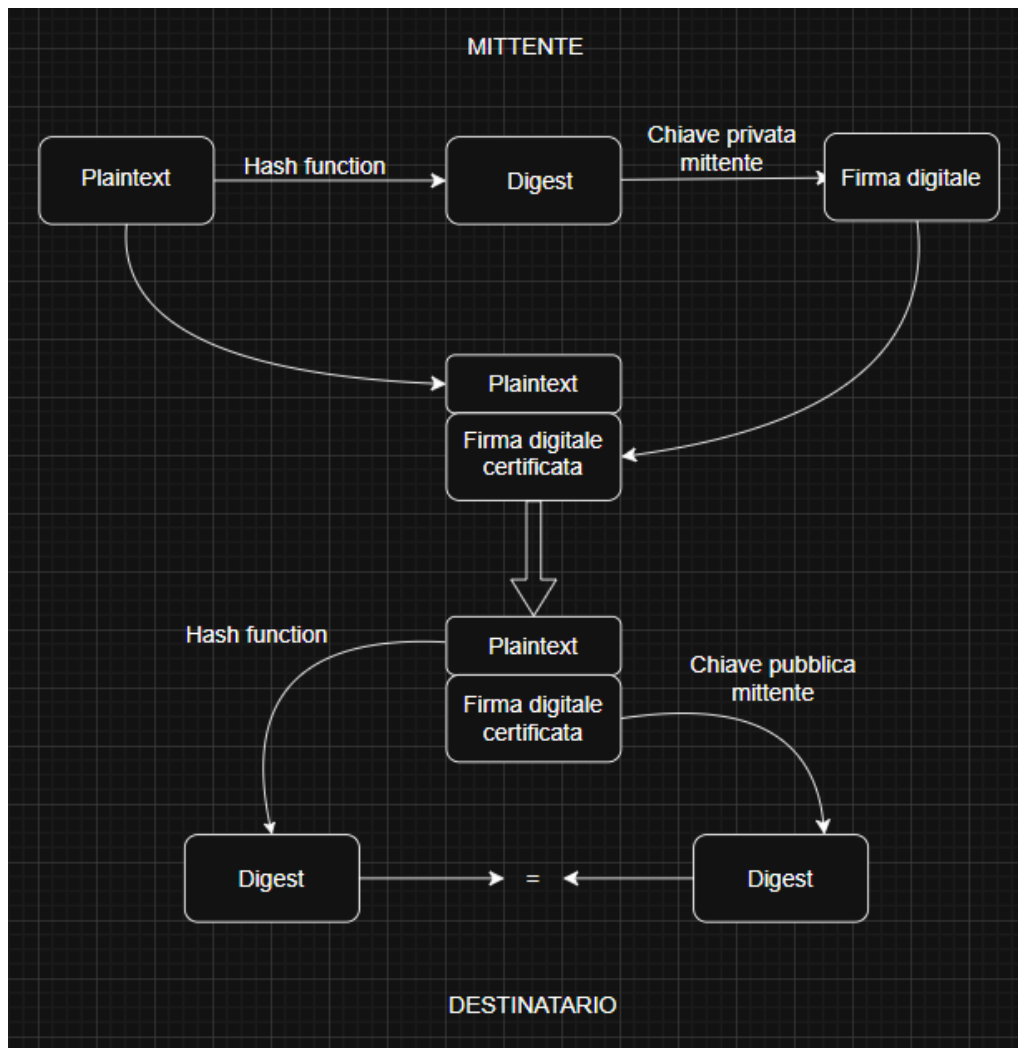 MITTENTE
Plaintext
Hash function
Digest
Chiave privata
mittente
Firma digitale
Plaintext
Firma digitale
certificata
Hash function
Plaintext
Firma digitale
certificata
Chiave pubblica
mittente
Digest
=
Digest
DESTINATARIO